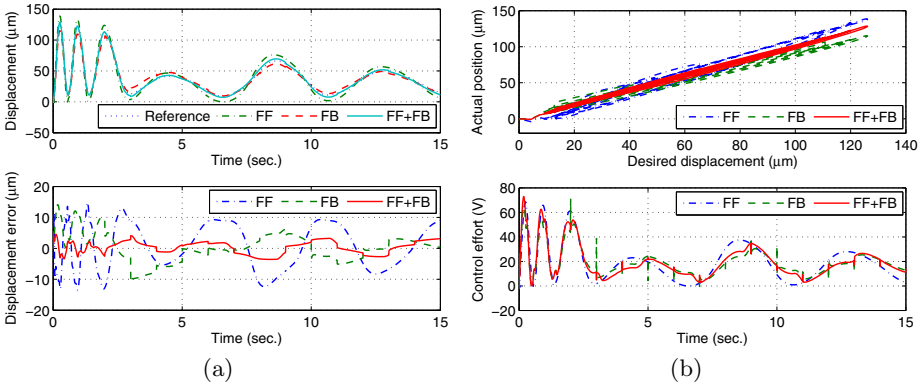 150
100
50
0
−50
Displacement (μm)
Reference FF FB FF+FB
0 5 10 15
Time (sec.)
20
10
0
−10
−20
Displacement error (μm)
FF FB FF+FB
0 5 10 15
Time (sec.)
(a)
150
100
50
0
Actual position (μm)
FF FB FF+FB
0 20 40 60 80 100 120 140
Desired displacement (μm)
80
60
40
20
0
−20
Control effort (V)
FF FB FF+FB
0 5 10 15
Time (sec.)
(b)